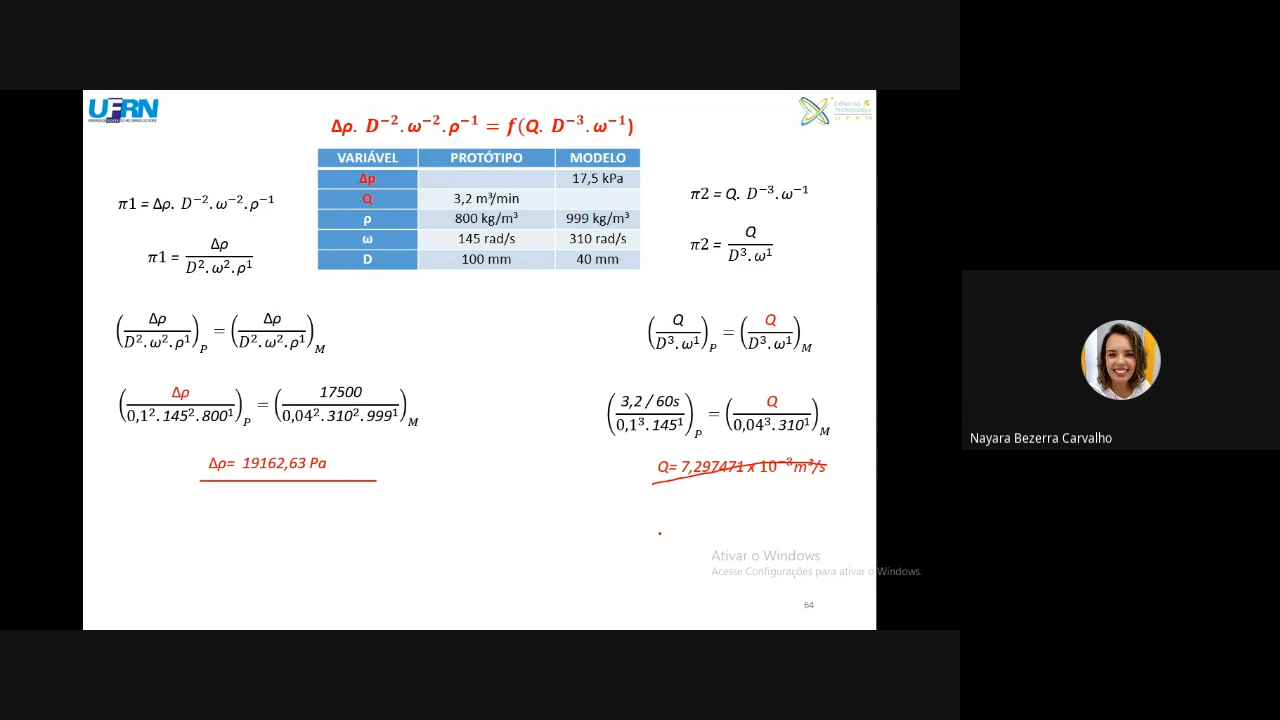 UFRN
CIÊNCIAS &
TECNOLOGIA
UFRN
Δρ. D⁻².ω⁻².ρ⁻¹ = f(Q. D⁻³.ω⁻¹)
VARIÁVEL PROTÓTIPO MODELO
Δp 17,5 kPa
Q 3,2 m³/min
ρ 800 kg/m³ 999 kg/m³
ω 145 rad/s 310 rad/s
D 100 mm 40 mm
π1 = Δρ. D⁻².ω⁻².ρ⁻¹
π1 = Δρ / D².ω².ρ¹
(Δρ / D².ω².ρ¹)P = (Δρ / D².ω².ρ¹)M
(Δρ / 0,1².145².800¹)P = (17500 / 0,04².310².999¹)M
Δρ= 19162,63 Pa
π2 = Q. D⁻³.ω⁻¹
π2 = Q / D³.ω¹
(Q / D³.ω¹)P = (Q / D³.ω¹)M
(3,2 / 60s / 0,1³.145¹)P = (Q / 0,04³.310¹)M
Q= 7,297471 x 10⁻³m³/s
Ativar o Windows
Acesse Configurações para ativar o Windows.
64
Nayara Bezerra Carvalho